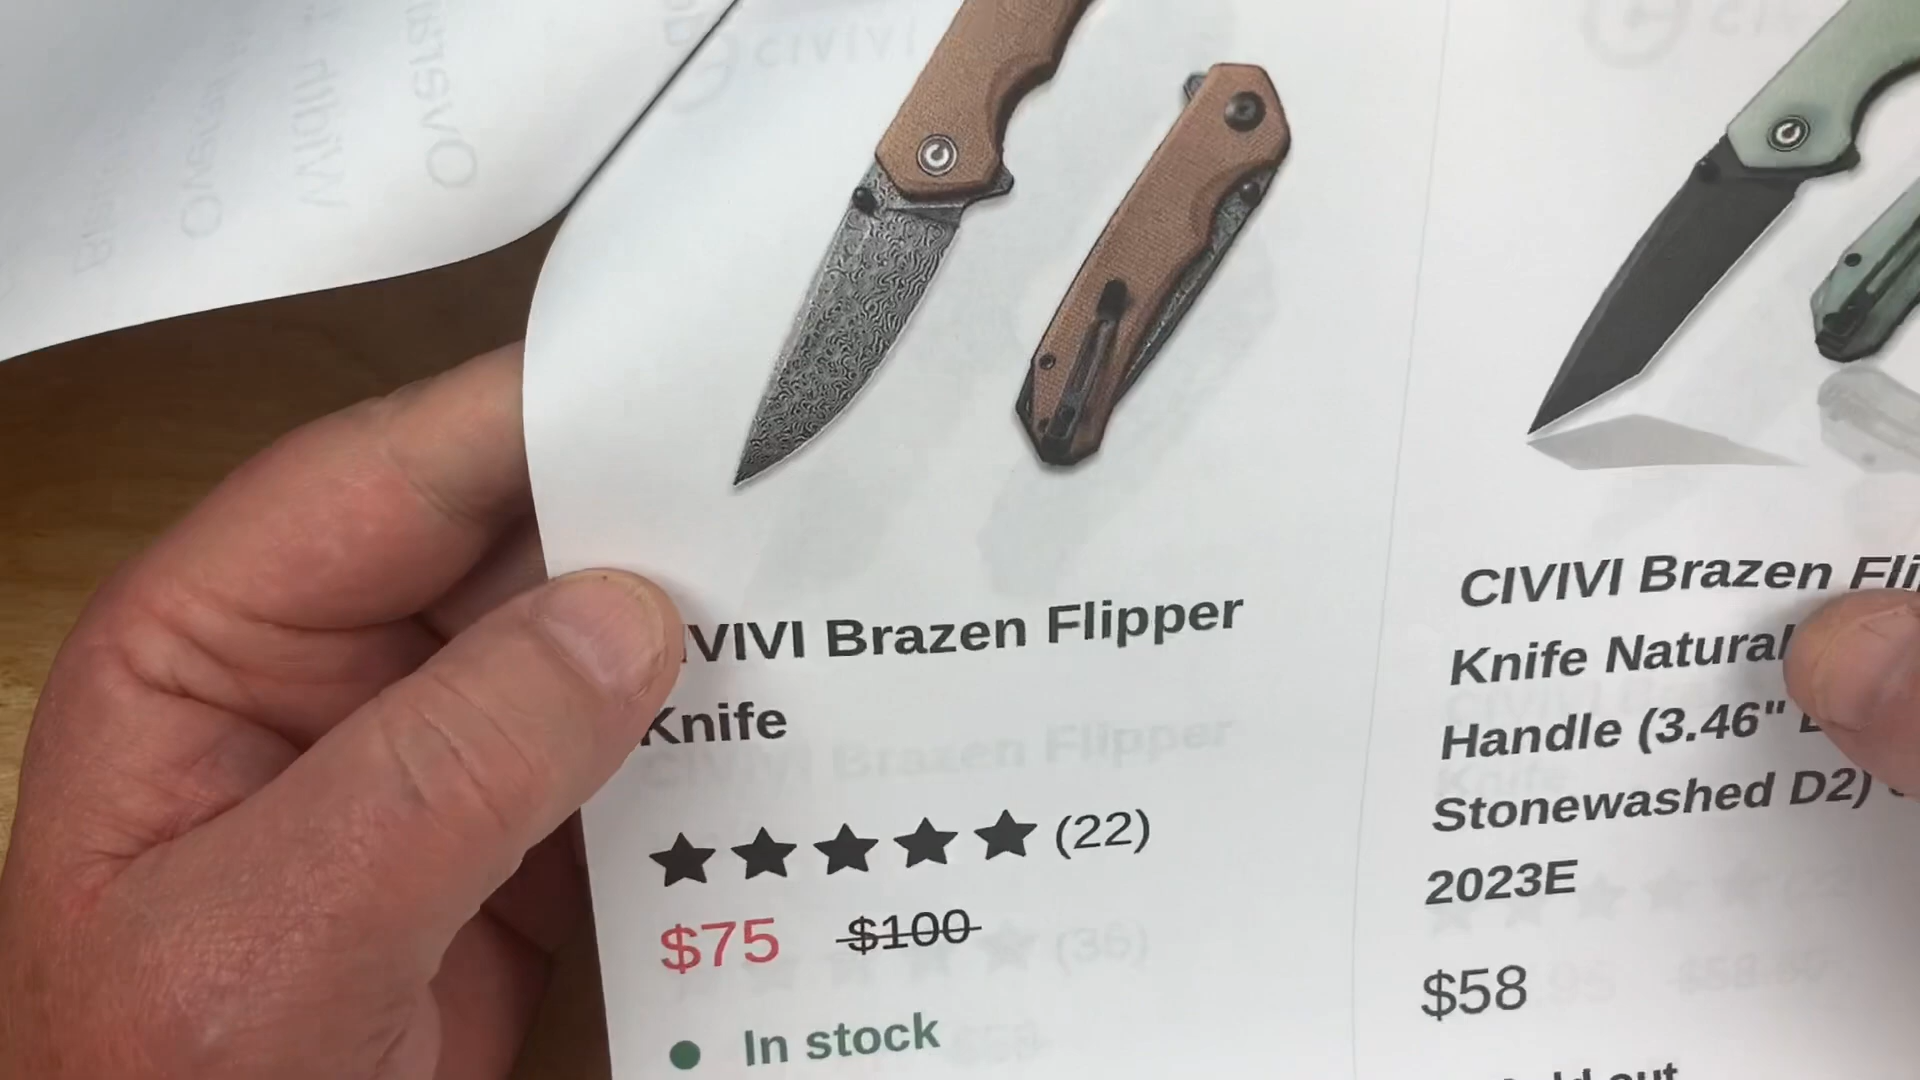 IVIVI Brazen Flipper
Knife
(22)
$75 $100
In stock
CIVIVI Brazen Fli
Knife Natural
Handle (3.46"
Stonewashed D2)
2023E
$58